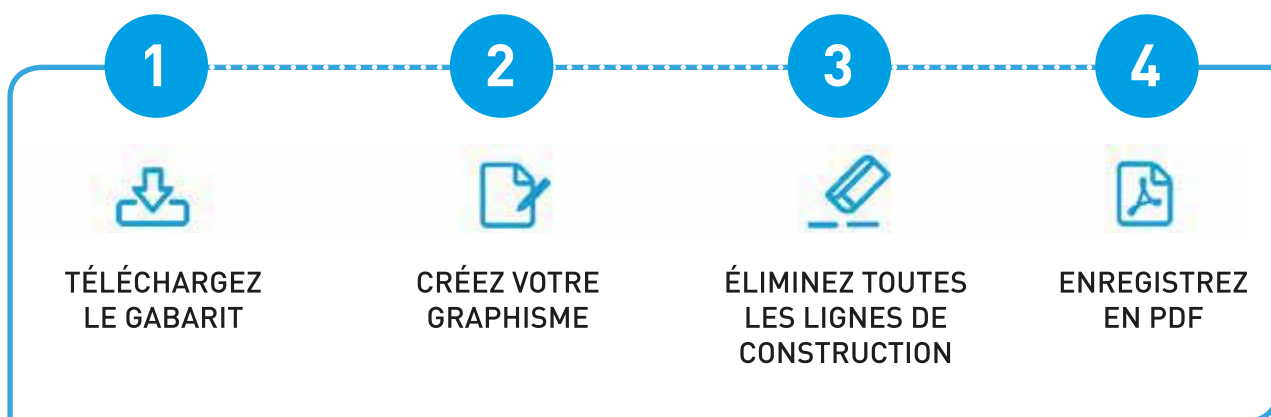 1
2
3
4
TÉLÉCHARGEZ
LE GABARIT
CRÉEZ VOTRE
GRAPHISME
ÉLIMINEZ TOUTES
LES LIGNES DE
CONSTRUCTION
ENREGISTREZ
EN PDF